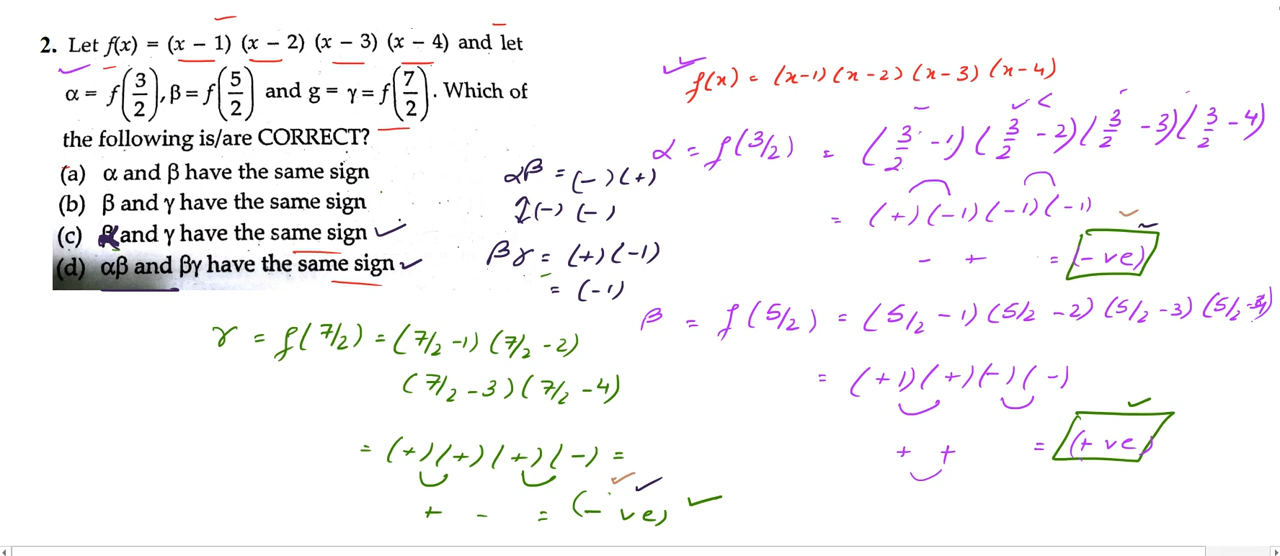 2. Let f(x) = (x − 1) (x − 2) (x − 3) (x − 4) and let
α = f(3/2), β = f(5/2) and g = γ = f(7/2). Which of
the following is/are CORRECT?
(a) α and β have the same sign
(b) β and γ have the same sign
(c) α and γ have the same sign ✓
(d) αβ and βγ have the same sign ✓
αβ = (−)(+)
(−) (−)
βγ = (+)(−1)
= (−1)
f(x) = (x−1)(x−2)(x−3)(x−4)
α = f(3/2) = (3/2 −1)(3/2 −2)(3/2 −3)(3/2 −4)
= (+)(−1)(−1)(−1)
− + = (− ve)
β = f(5/2) = (5/2 −1)(5/2 −2)(5/2 −3)(5/2 −4)
= (+1)(+)(−)(−)
+ + = (+ ve)
γ = f(7/2) = (7/2 −1)(7/2 −2)
(7/2 −3)(7/2 −4)
= (+)(+)(+)(−) =
+ − = (− ve) ✓